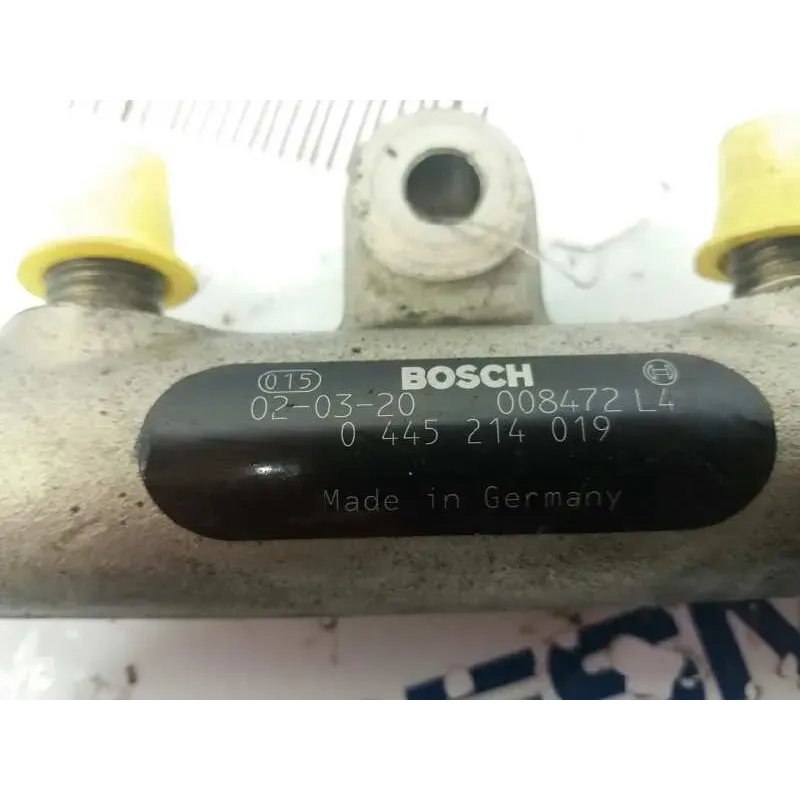 015 BOSCH
02-03-20 008472 L4
0 445 214 019
Made in Germany